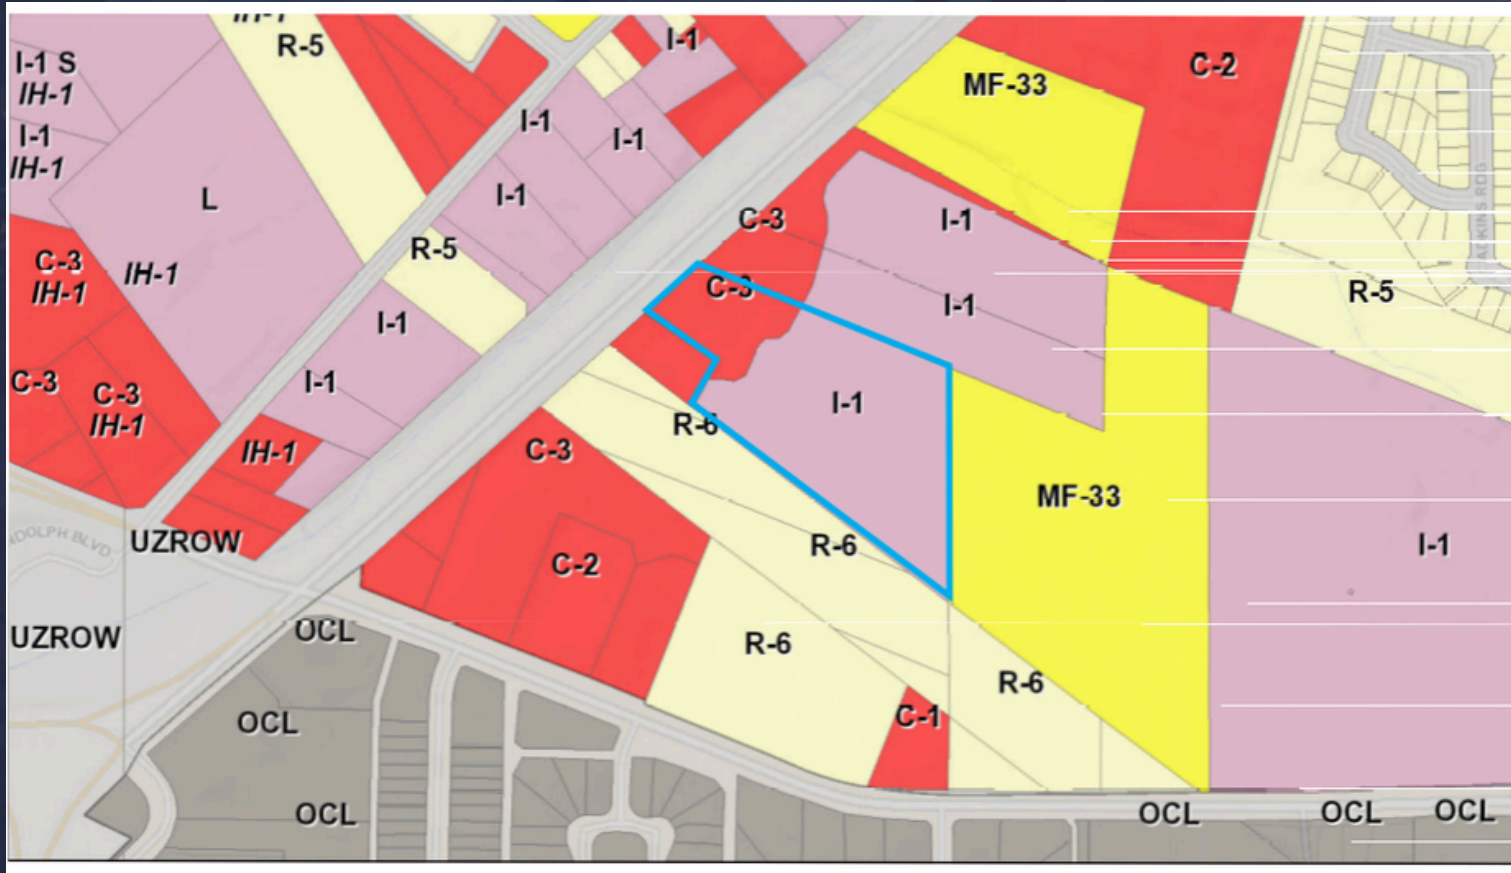 IH-1
R-5
I-1
C-2
I-1 S
IH-1
MF-33
I-1
IH-1
I-1
I-1
L
I-1
C-3
I-1
R-5
C-3
IH-1
IH-1
C-3
I-1
R-5
I-1
I-1
C-3
C-3
IH-1
I-1
R-6
C-3
IH-1
MF-33
UZROW
R-6
I-1
C-2
UZROW
OCL
R-6
R-6
OCL
C-1
OCL
OCL
OCL
OCL